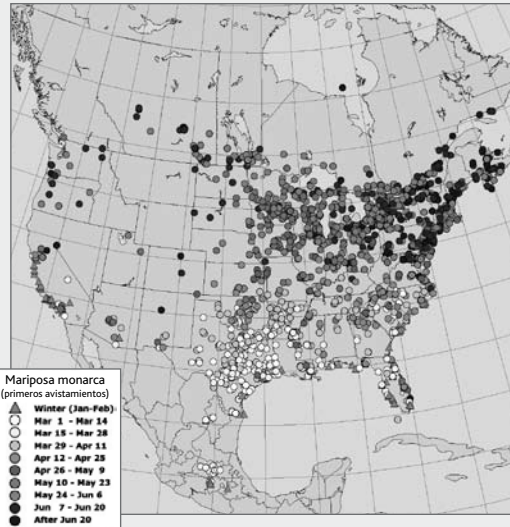 Mariposa monarca
(primeros avistamientos)
Winter (Jan-Feb)
Mar 1 - Mar 14
Mar 15 - Mar 28
Mar 29 - Apr 11
Apr 12 - Apr 25
Apr 26 - May 9
May 10 - May 23
May 24 - Jun 6
Jun 7 - Jun 20
After Jun 20